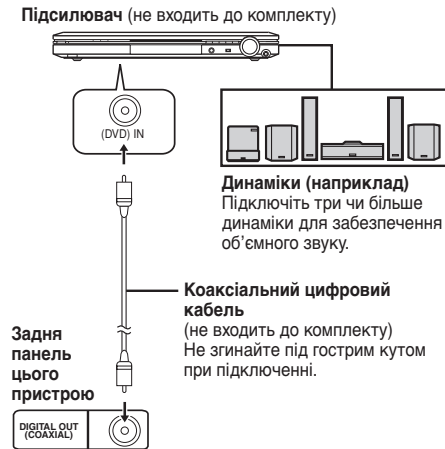 Підсилювач (не входить до комплекту)
(DVD) IN
Динаміки (наприклад)
Підключіть три чи більше
динаміки для забезпечення
об’ємного звуку.
Коаксіальний цифровий
кабель
(не входить до комплекту)
Не згинайте під гострим кутом
при підключенні.
Задня
панель
цього
пристрою
DIGITAL OUT
(COAXIAL)